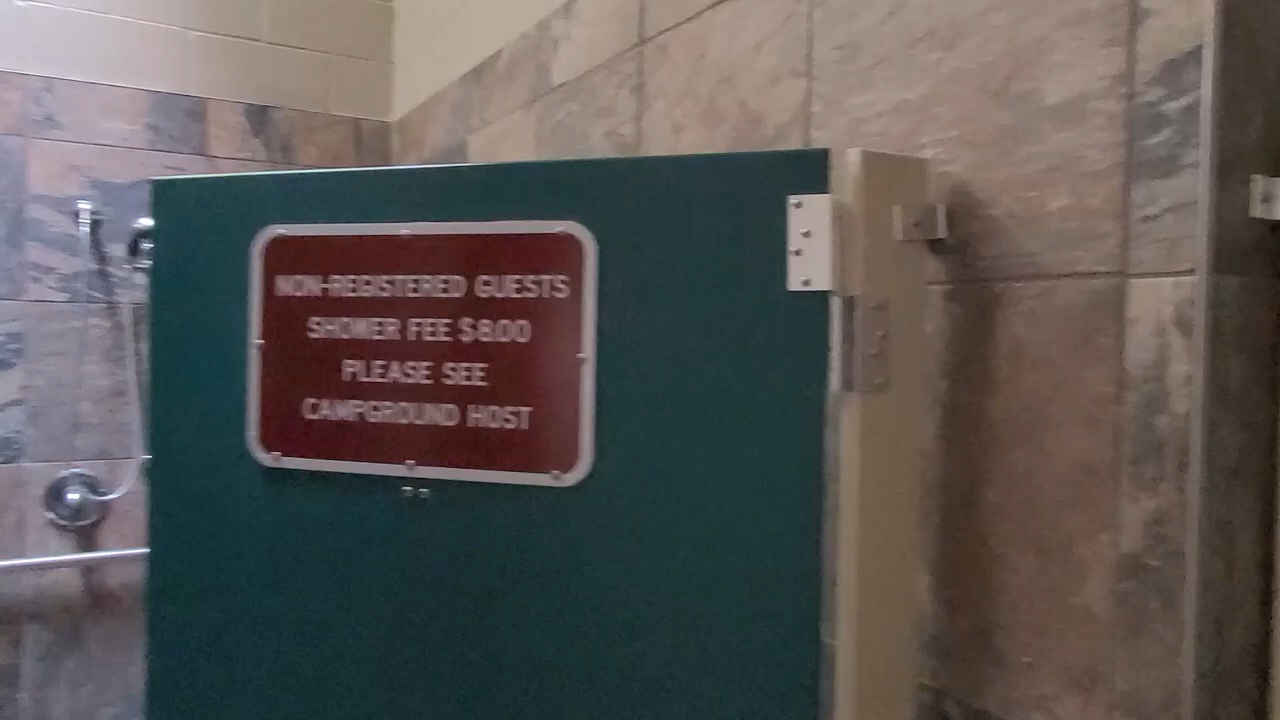 NON-REGISTERED GUESTS
SHOWER FEE $8.00
PLEASE SEE
CAMPGROUND HOST